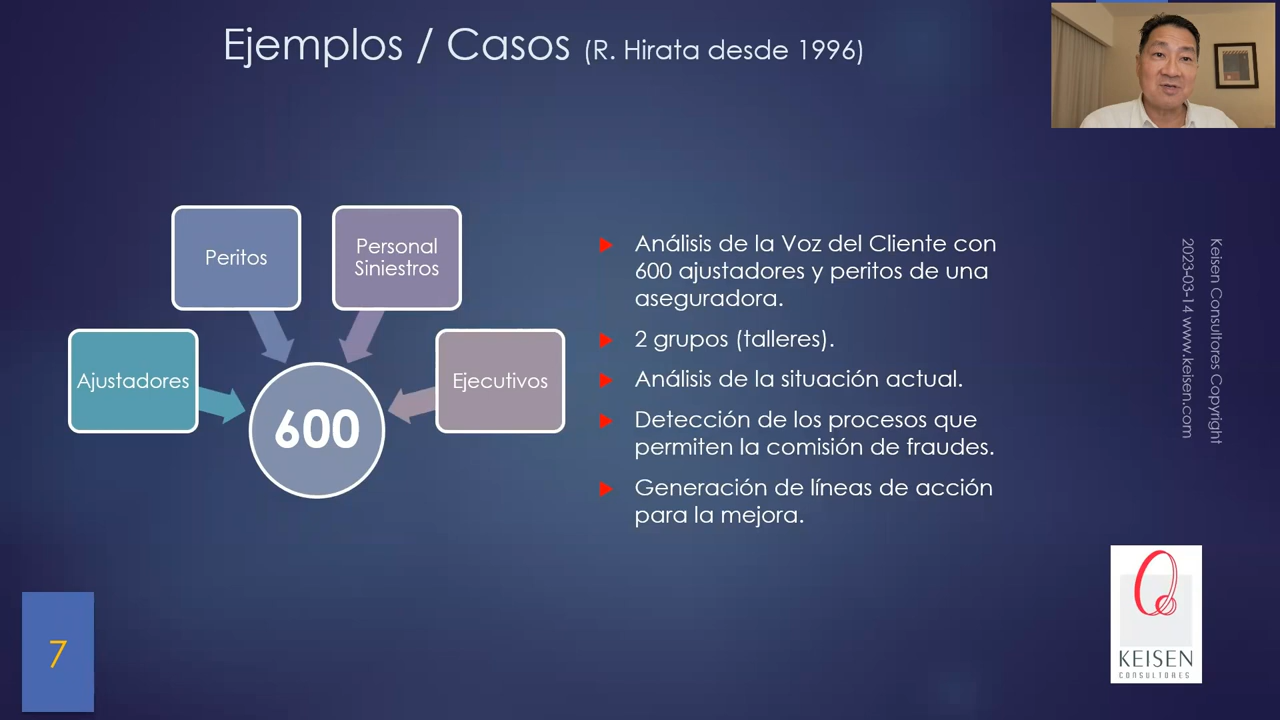 Ejemplos / Casos (R. Hirata desde 1996)
Peritos
Personal
Siniestros
Ajustadores
Ejecutivos
600
Análisis de la Voz del Cliente con
600 ajustadores y peritos de una
aseguradora.
2 grupos (talleres).
Análisis de la situación actual.
Detección de los procesos que
permiten la comisión de fraudes.
Generación de líneas de acción
para la mejora.
Keisen Consultores Copyright
2023-03-14 www.keisen.com
KEISEN
CONSULTORES
7